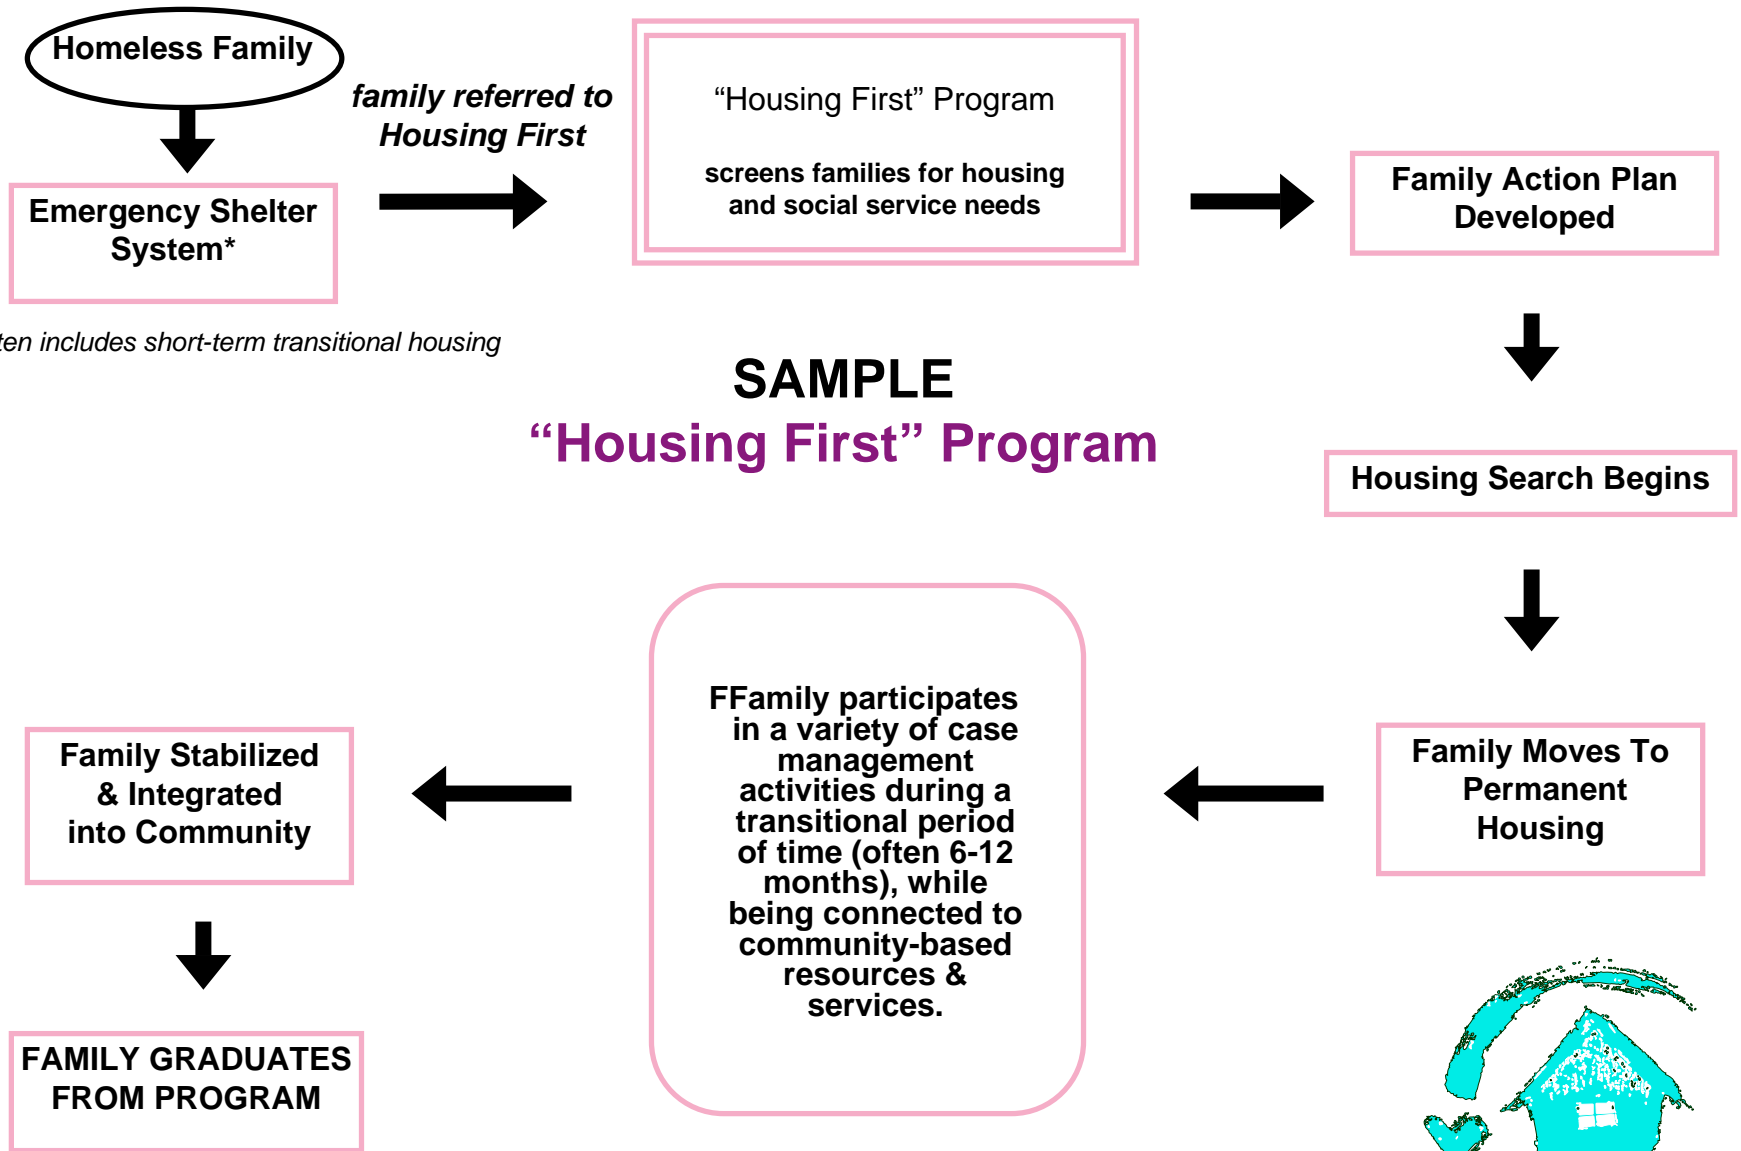 Homeless Family
family referred to
Housing First
“Housing First” Program
screens families for housing
and social service needs
Emergency Shelter
System*
Family Action Plan
Developed
includes short-term transitional housing
SAMPLE
“Housing First” Program
Housing Search Begins
FFamily participates
in a variety of case
management
activities during a
transitional period
of time (often 6-12
months), while
being connected to
community-based
resources &
services.
Family Moves To
Permanent
Housing
Family Stabilized
& Integrated
into Community
FAMILY GRADUATES
FROM PROGRAM